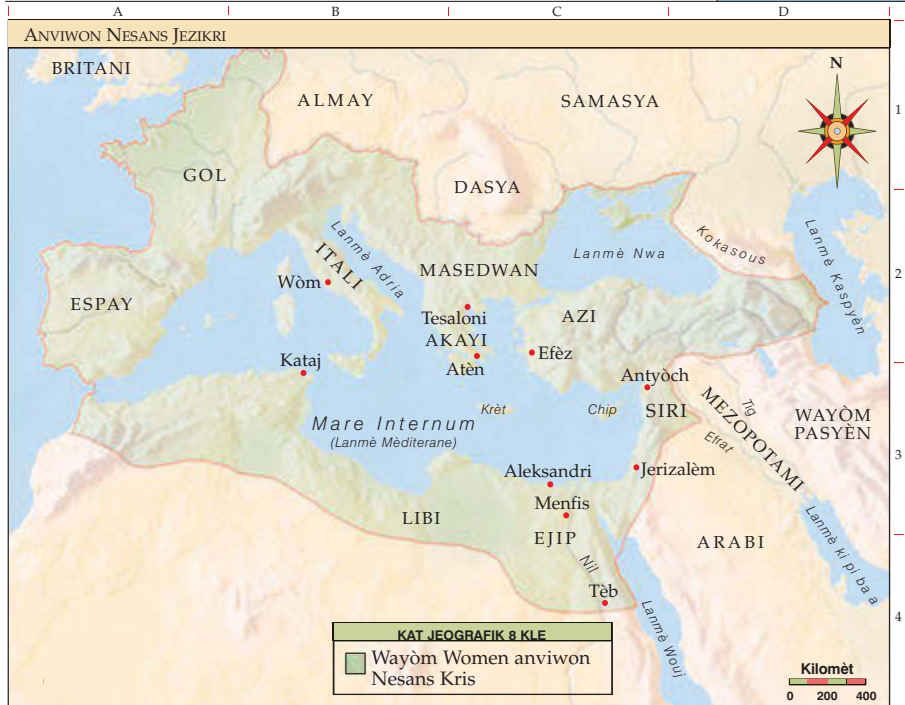 A B C D
ANVIWON NESANS JEZIKRI
BRITANI
N
ALMAY
SAMASYA
1
GOL
DASYA
Lanmè Adria
ITALI
Lanmè Nwa
Kokasous
Lanmè Kaspyèn
MASEDWAN
2
Wòm
ESPAY
Tesaloni
AZI
AKAYI
Kataj
Atèn
Efèz
Antyòch
Krèt
Chip
SIRI
Tig
MEZOPOTAMI
WAYÒM
PASYÈN
Mare Internum
(Lanmè Mèditerane)
Efrat
3
Aleksandri
Jerizalèm
Menfis
LIBI
EJIP
ARABI
Lanmè ki pi ba a
Nil
Tèb
Lanmè Wouj
4
KAT JEOGRAFIK 8 KLE
Wayòm Women anviwon
Nesans Kris
Kilomèt
0 200 400